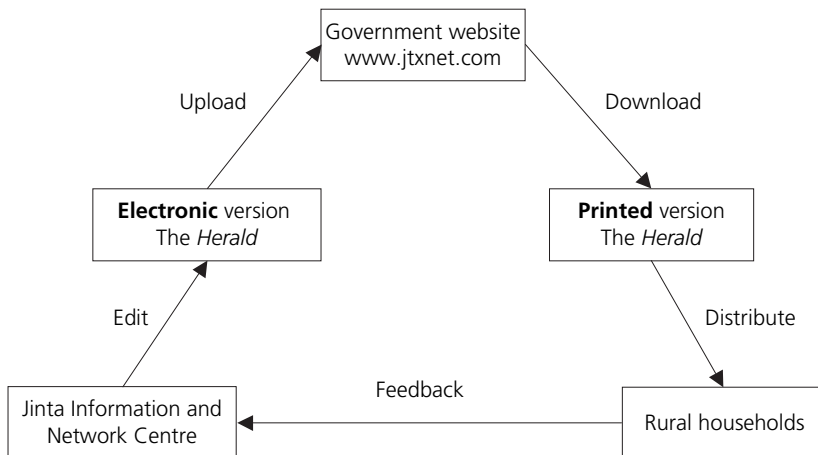 Government website
www.jtxnet.com
Upload
Download
Electronic version
The Herald
Printed version
The Herald
Edit
Distribute
Feedback
Jinta Information and
Network Centre
Rural households